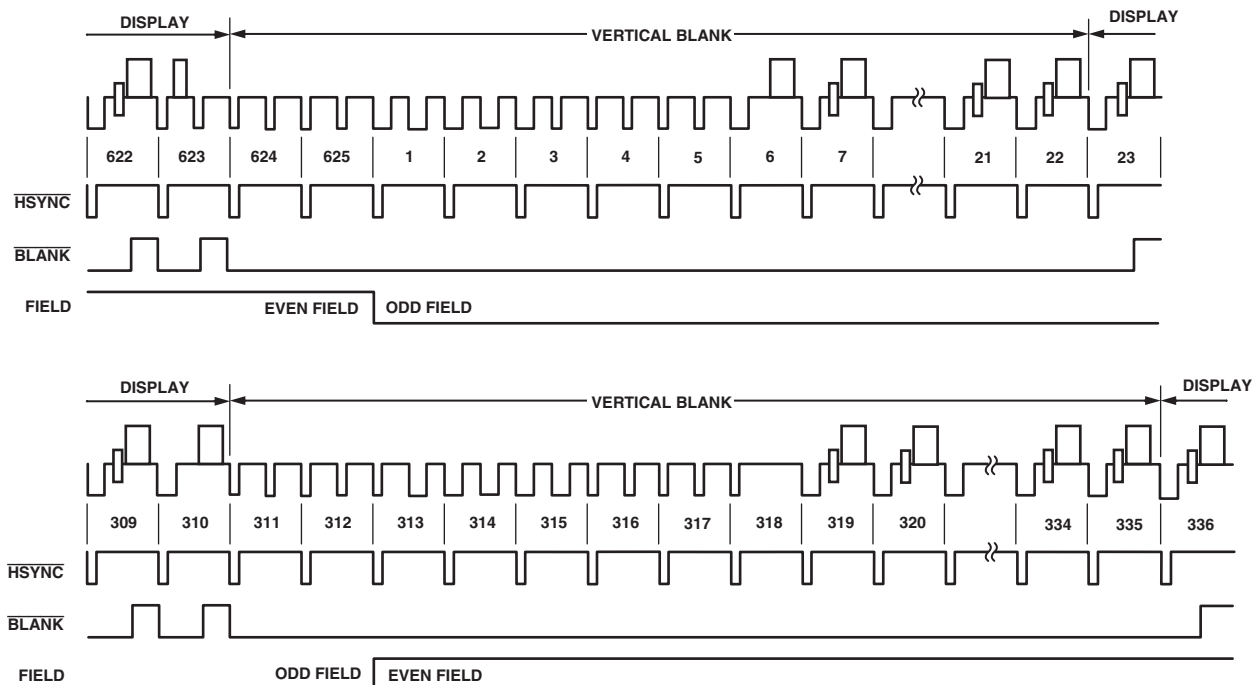 DISPLAY VERTICAL BLANK DISPLAY
622 623 624 625 1 2 3 4 5 6 7 21 22 23
HSYNC
BLANK
FIELD EVEN FIELD ODD FIELD
DISPLAY VERTICAL BLANK DISPLAY
309 310 311 312 313 314 315 316 317 318 319 320 334 335 336
HSYNC
BLANK
FIELD ODD FIELD EVEN FIELD